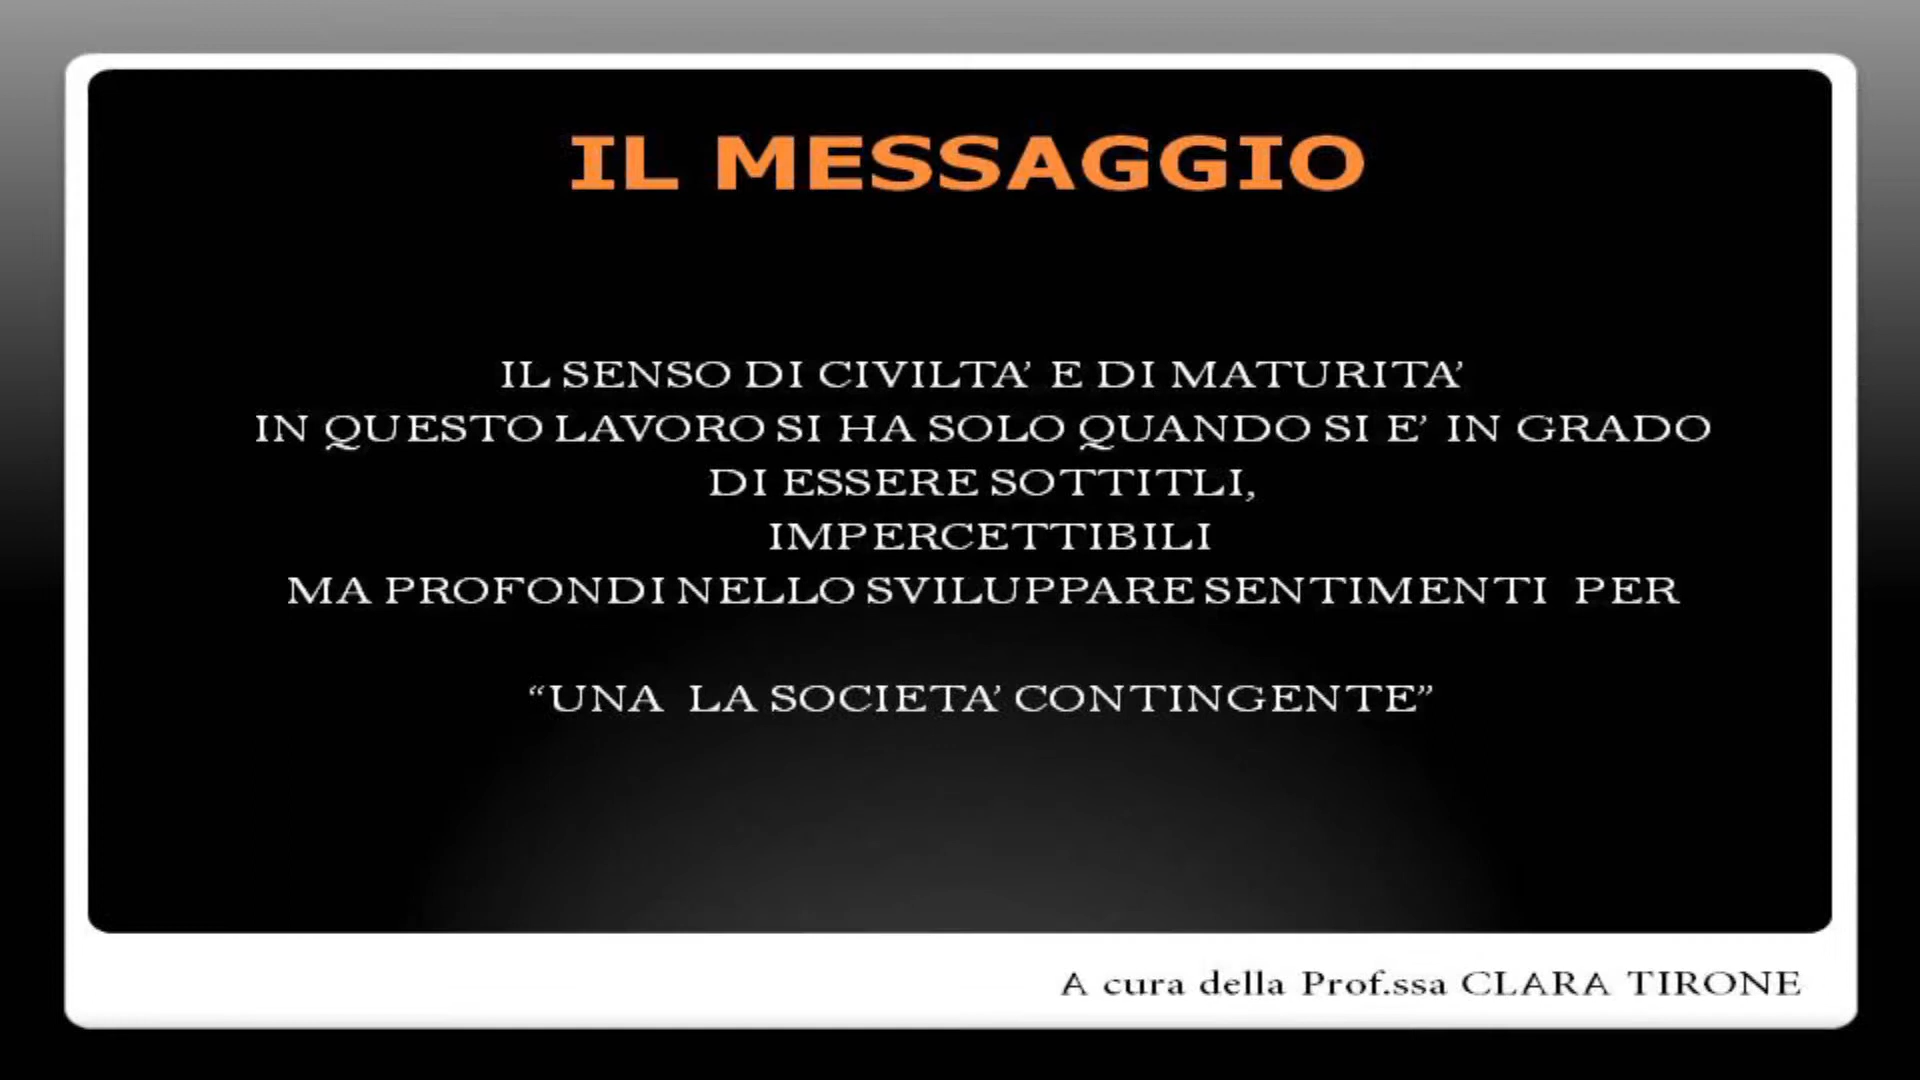 IL MESSAGGIO
IL SENSO DI CIVILTA’ E DI MATURITA’
IN QUESTO LAVORO SI HA SOLO QUANDO SI E’ IN GRADO
DI ESSERE SOTTITLI,
IMPERCETTIBILI
MA PROFONDI NELLO SVILUPPARE SENTIMENTI PER
“UNA LA SOCIETA’ CONTINGENTE”
A cura della Prof.ssa CLARA TIRONE